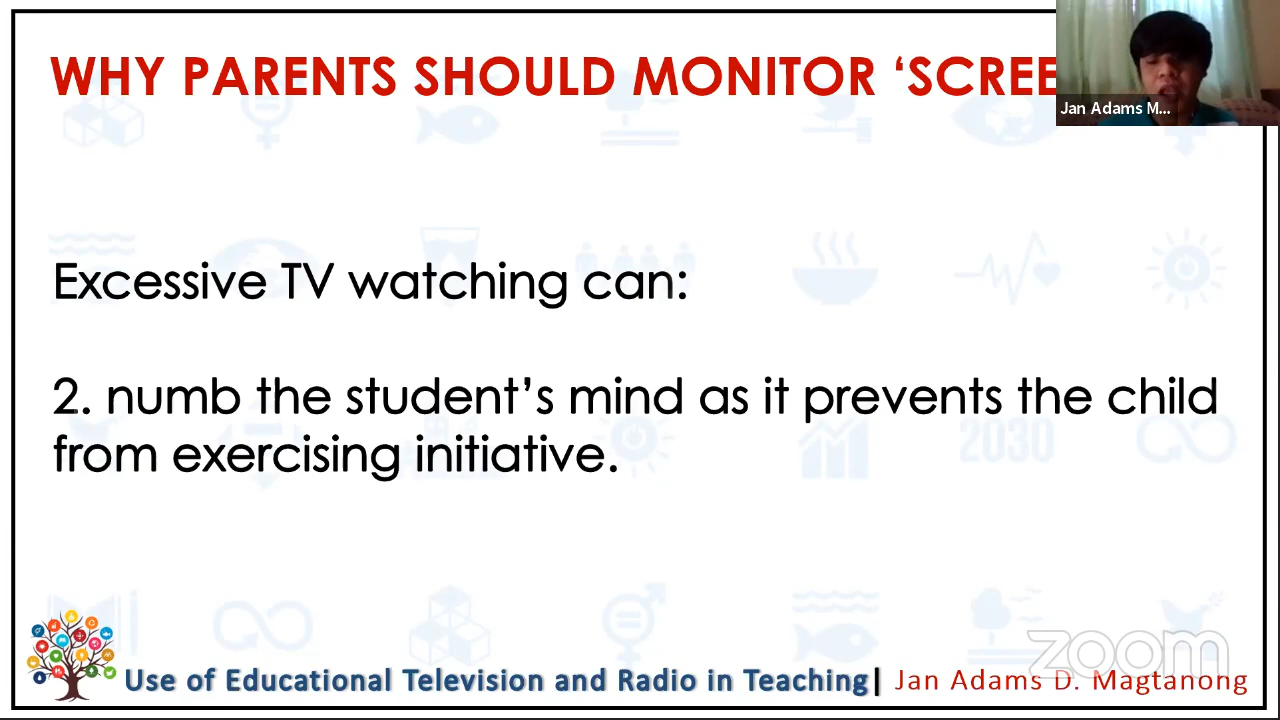 WHY PARENTS SHOULD MONITOR ‘SCREE
Jan Adams M...
Excessive TV watching can:
2. numb the student’s mind as it prevents the child
from exercising initiative.
2030
zoom
Use of Educational Television and Radio in Teaching| Jan Adams D. Magtanong